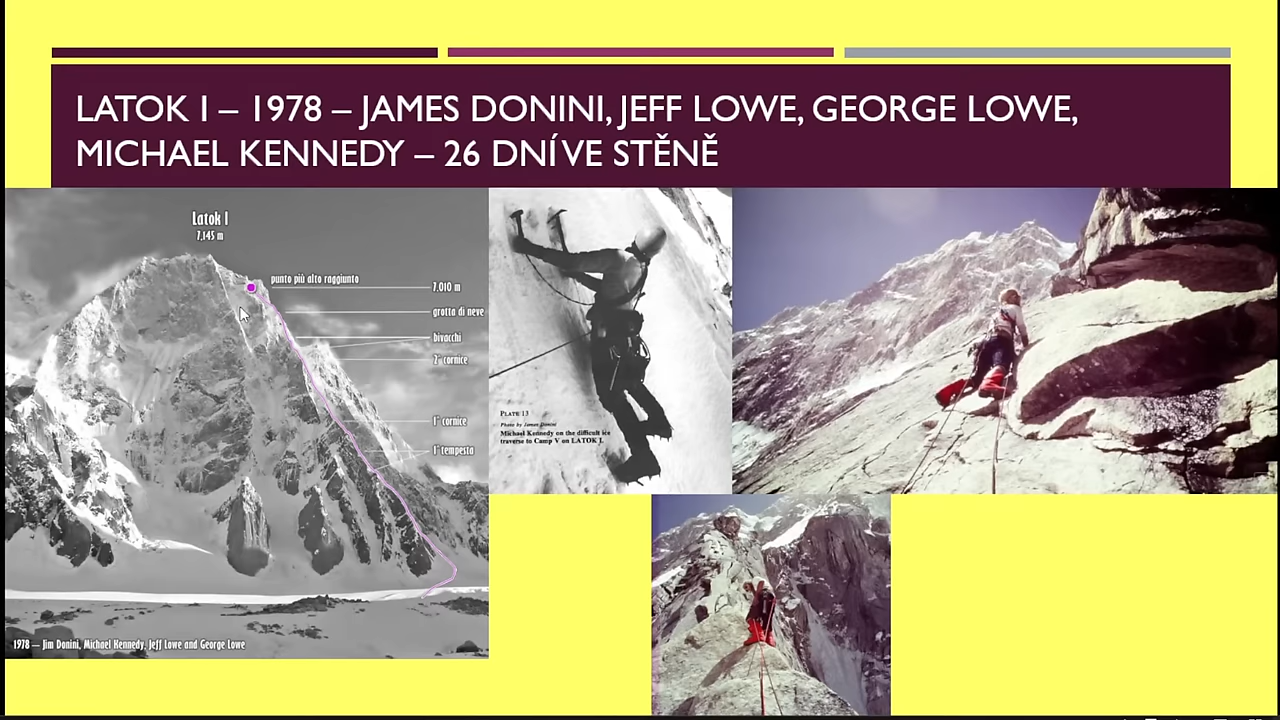 LATOK I – 1978 – JAMES DONINI, JEFF LOWE, GEORGE LOWE,
MICHAEL KENNEDY – 26 DNÍ VE STĚNĚ
Latok I
7.145 m
punto più alto raggiunto
7.010 m
grotta di neve
bivacchi
2ª cornice
1ª cornice
1ª tempesta
1978 — Jim Donini, Michael Kennedy, Jeff Lowe and George Lowe
PLATE 13
Photo by James Donini
Michael Kennedy on the difficult ice
traverse to Camp V on LATOK I.